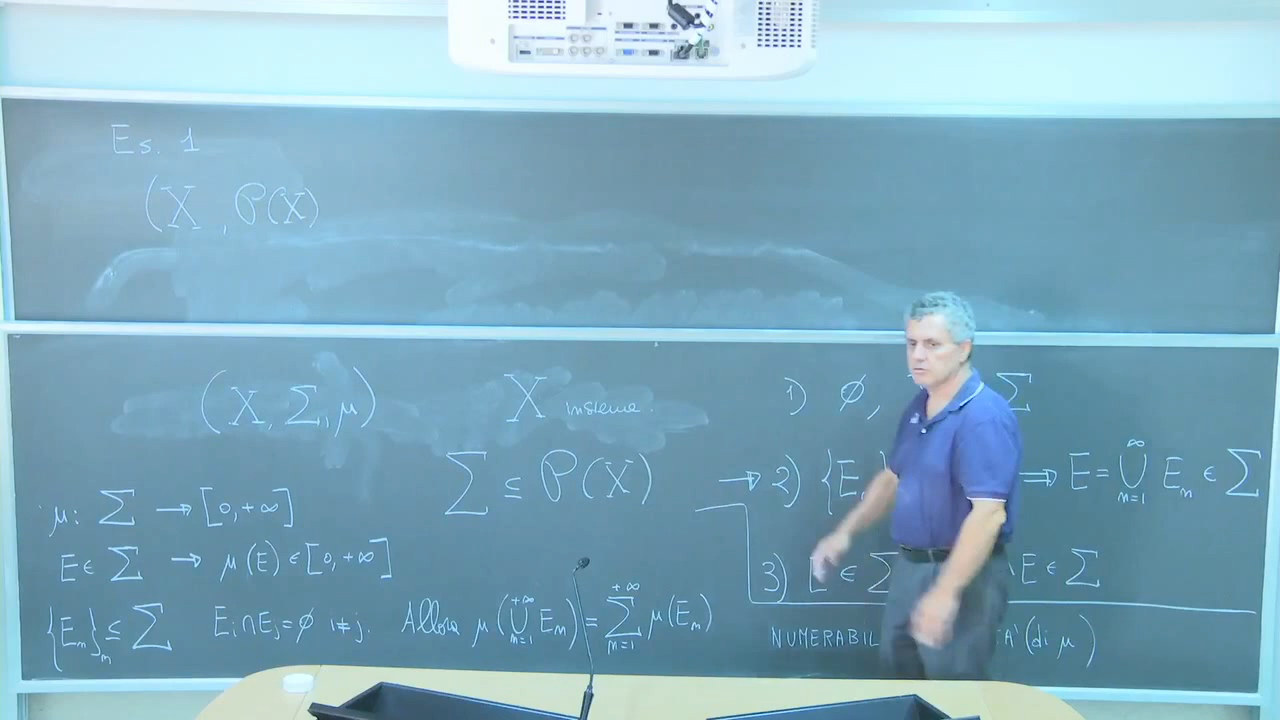 Es. 1
(X, P(X)
(X, Σ, μ)
X insieme.
Σ ⊆ P(X)
μ: Σ → [0, +∞]
E ∈ Σ → μ(E) ∈ [0, +∞]
{E_n}_n ⊆ Σ   E_i ∩ E_j = ∅ i≠j.   Allora μ(⋃_{n=1}^{+∞} E_n) = ∑_{n=1}^{+∞} μ(E_n)
1) ∅, Σ
→ 2) {E_n ⇒ E = ⋃_{n=1}^{∞} E_n ∈ Σ
3) E ∈ Σ \E ∈ Σ
(di μ)